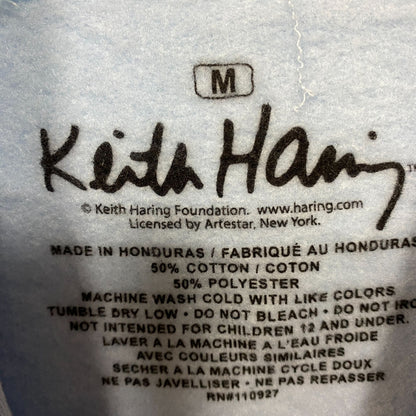 M
Keith Haring™
© Keith Haring Foundation. www.haring.com
Licensed by Artestar, New York.
MADE IN HONDURAS / FABRIQUÉ AU HONDURAS
50% COTTON / COTON
50% POLYESTER
MACHINE WASH COLD WITH LIKE COLORS
TUMBLE DRY LOW • DO NOT BLEACH • DO NOT IRO
NOT INTENDED FOR CHILDREN 12 AND UNDER.
LAVER A LA MACHINE A L'EAU FROIDE
AVEC COULEURS SIMILAIRES
SECHER A LA MACHINE CYCLE DOUX
NE PAS JAVELLISER • NE PAS REPASSER
RN#110927